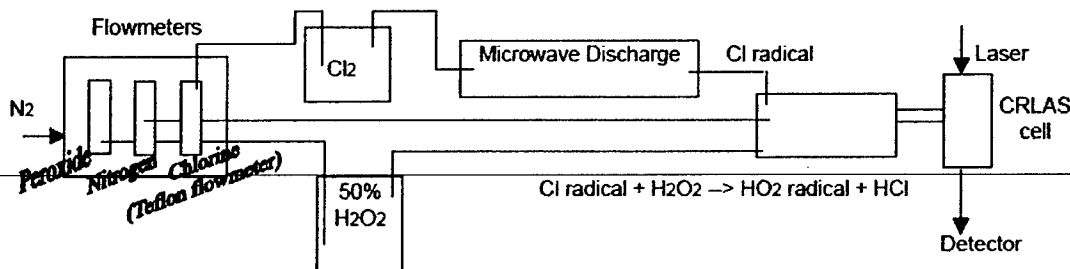 Flowmeters
N2
Peroxide
Nitrogen
Chlorine
(Teflon flowmeter)
Cl2
Microwave Discharge
Cl radical
Laser
CRLAS
cell
50%
H2O2
Cl radical + H2O2 --> HO2 radical + HCl
Detector